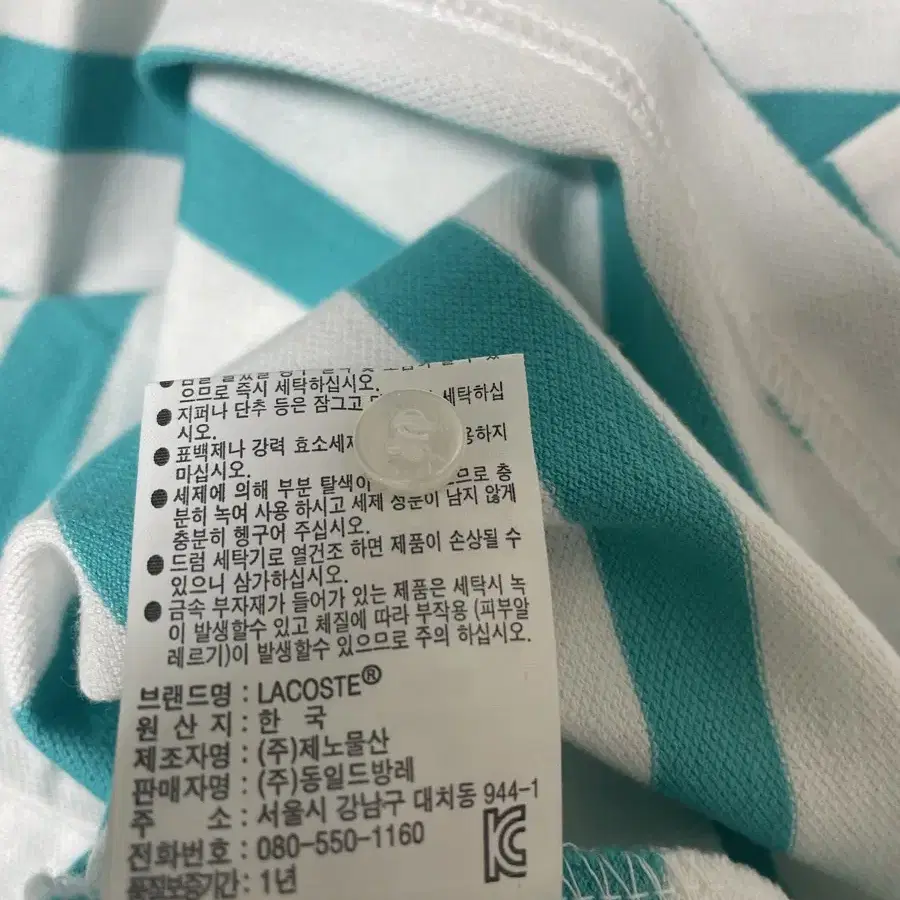 으므로 즉시 세탁하십시오.
● 지퍼나 단추 등은 잠그고 세탁하십
시오.
● 표백제나 강력 효소세 용하지
마십시오.
● 세제에 의해 부분 탈색이 므로 충
분히 녹여 사용 하시고 세제 성분이 남지 않게
충분히 헹구어 주십시오.
● 드럼 세탁기로 열건조 하면 제품이 손상될 수
있으니 삼가하십시오.
● 금속 부자재가 들어가 있는 제품은 세탁시 녹
이 발생할수 있고 체질에 따라 부작용 (피부알
레르기)이 발생할수 있으므로 주의 하십시오.
브랜드명 : LACOSTE®
원 산 지 : 한 국
제조자명 : (주)제노물산
판매자명 : (주)동일드방레
주 소 : 서울시 강남구 대치동 944-1
전화번호 : 080-550-1160
품질보증기간 : 1년